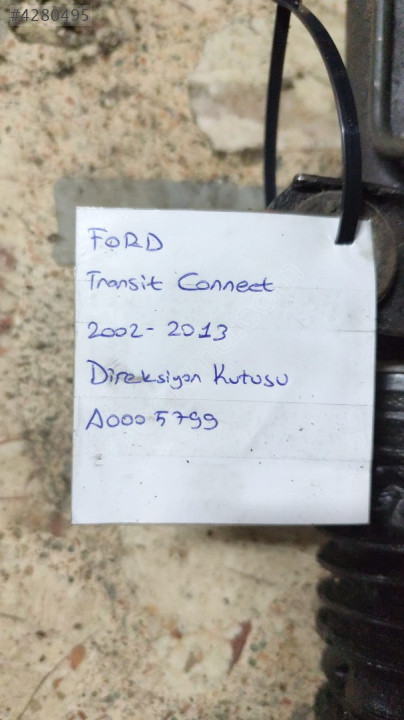 #4280495
FORD
Transit Connect
2002-2013
Direksiyon Kutusu
A0005799